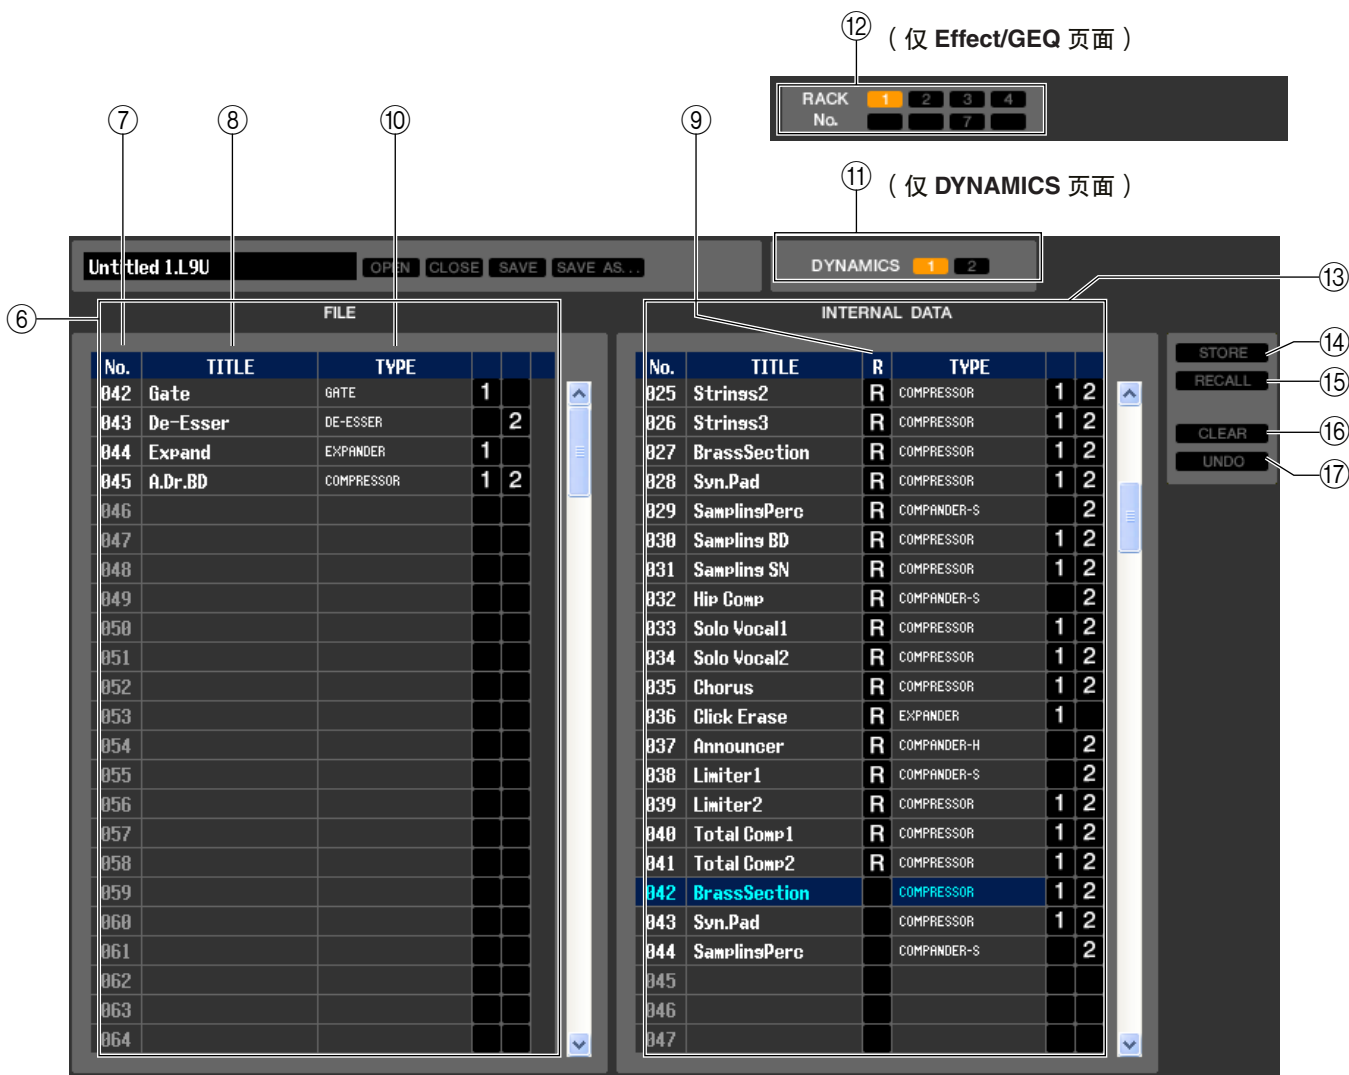 ⑫ （仅 Effect/GEQ 页面）
RACK 1 2 3 4
No. 7
⑦ ⑧ ⑩ ⑨
⑪ （仅 DYNAMICS 页面）
Untitled 1.L9U OPEN CLOSE SAVE SAVE AS... DYNAMICS 1 2
⑬
⑥ FILE INTERNAL DATA
STORE ⑭
No. TITLE TYPE No. TITLE R TYPE
RECALL ⑮
042 Gate GATE 1 025 Strings2 R COMPRESSOR 1 2
043 De-Esser DE-ESSER 2 026 Strings3 R COMPRESSOR 1 2
CLEAR ⑯
044 Expand EXPANDER 1 027 BrassSection R COMPRESSOR 1 2
UNDO ⑰
045 A.Dr.BD COMPRESSOR 1 2 028 Syn.Pad R COMPRESSOR 1 2
046 029 SamplingPerc R COMPANDER-S 2
047 030 Sampling BD R COMPRESSOR 1 2
048 031 Sampling SN R COMPRESSOR 1 2
049 032 Hip Comp R COMPANDER-S 2
050 033 Solo Vocal1 R COMPRESSOR 1 2
051 034 Solo Vocal2 R COMPRESSOR 1 2
052 035 Chorus R COMPRESSOR 1 2
053 036 Click Erase R EXPANDER 1
054 037 Announcer R COMPANDER-H 2
055 038 Limiter1 R COMPANDER-S 2
056 039 Limiter2 R COMPRESSOR 1 2
057 040 Total Comp1 R COMPRESSOR 1 2
058 041 Total Comp2 R COMPRESSOR 1 2
059 042 BrassSection COMPRESSOR 1 2
060 043 Syn.Pad COMPRESSOR 1 2
061 044 SamplingPerc COMPANDER-S 2
062 045
063 046
064 047